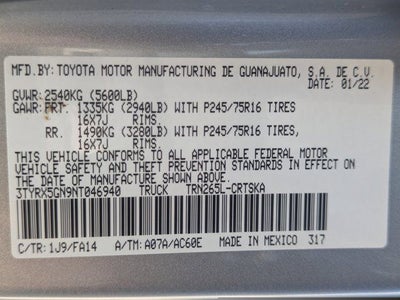 MFD.BY:TOYOTA MOTOR MANUFACTURING DE GUANAJUATO, S.A. DE C.V.
DATE: 01/22
GVWR:2540KG (5600LB)
GAWR:FRT. 1335KG (2940LB) WITH P245/75R16 TIRES
16X7J RIMS,
RR. 1490KG (3280LB) WITH P245/75R16 TIRES,
16X7J RIMS.
THIS VEHICLE CONFORMS TO ALL APPLICABLE FEDERAL MOTOR
VEHICLE SAFETY AND THEFT PREVENTION STANDARDS IN EFFECT ON
THE DATE OF MANUFACTURE SHOWN ABOVE.
3TYRX5GN9NT046940 TRUCK TRN265L-CRTSKA
C/TR:1J9/FA14 A/TM:A07A/AC60E MADE IN MEXICO 317